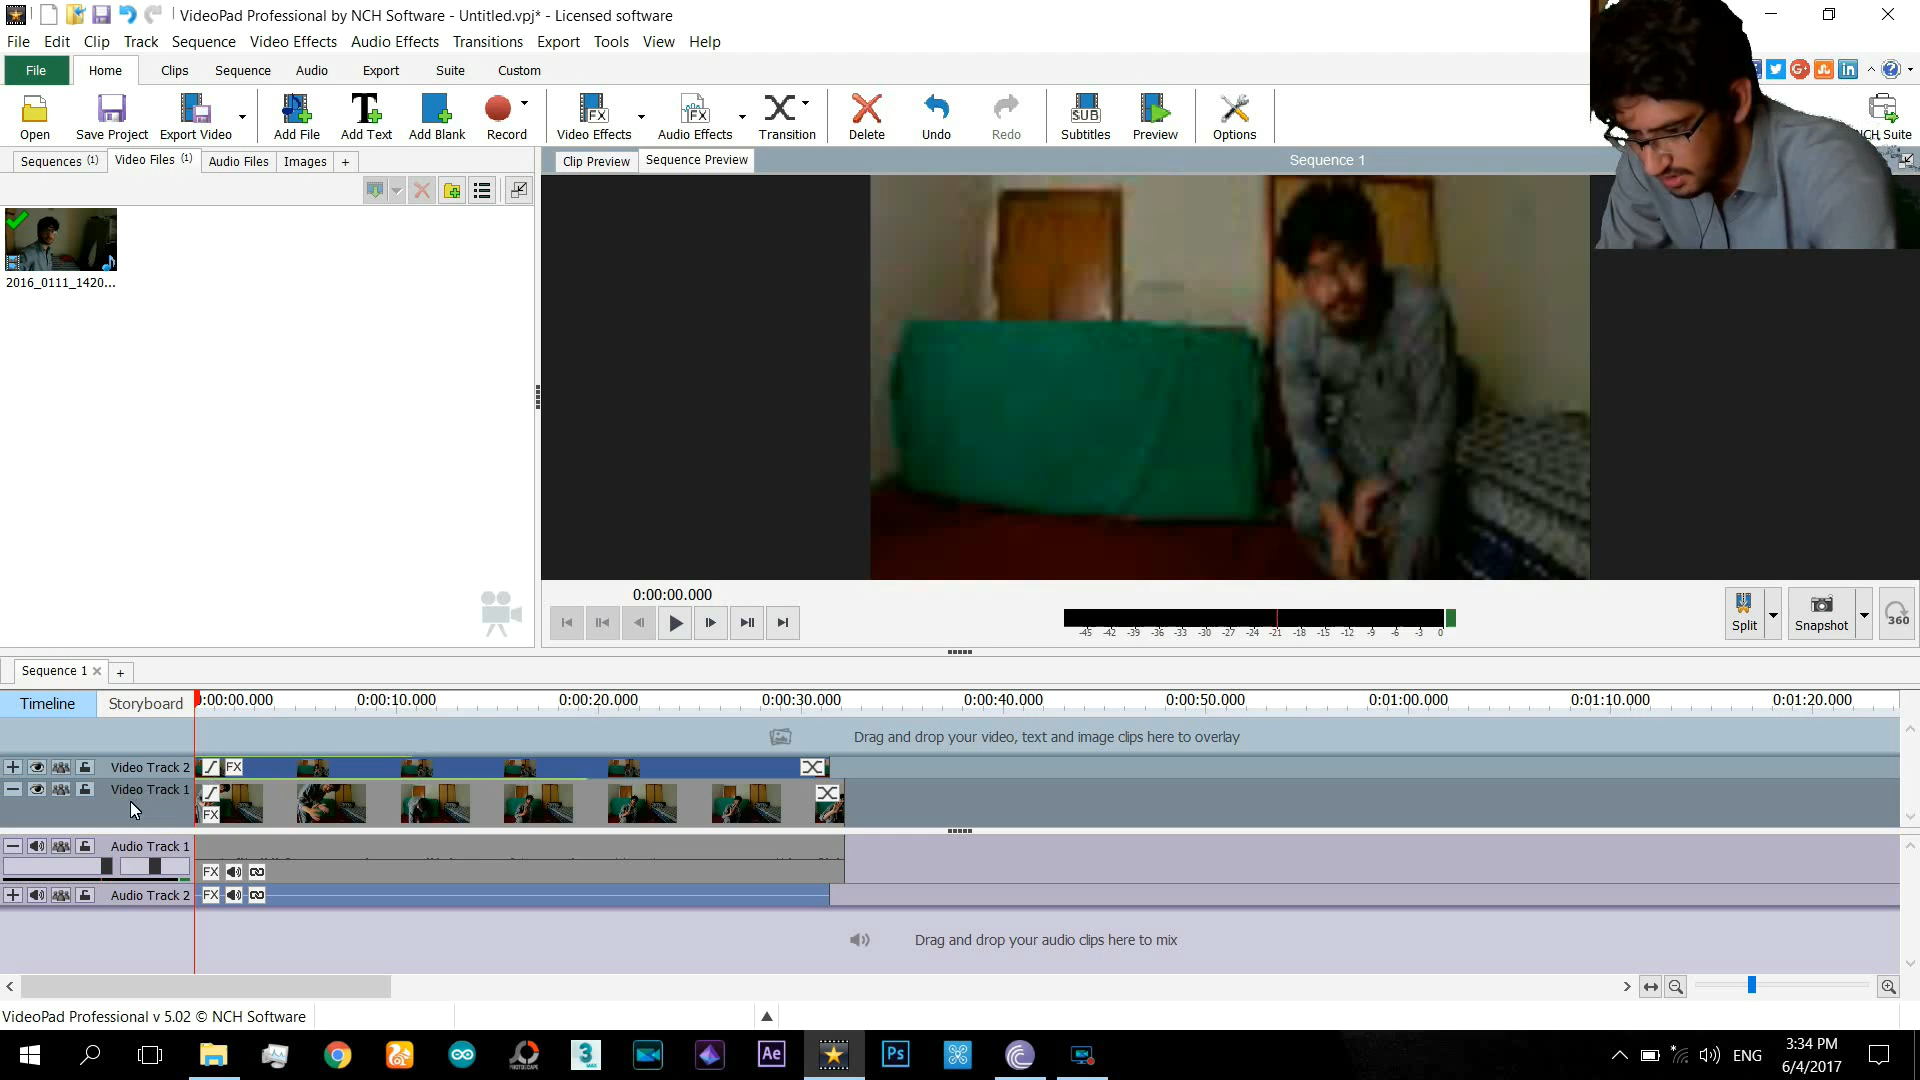 VideoPad Professional by NCH Software - Untitled.vpj* - Licensed software
File Edit Clip Track Sequence Video Effects Audio Effects Transitions Export Tools View Help
File Home Clips Sequence Audio Export Suite Custom
Open Save Project Export Video Add File Add Text Add Blank Record Video Effects Audio Effects Transition Delete Undo Redo Subtitles Preview Options NCH Suite
Sequences (1) Video Files (1) Audio Files Images +
Clip Preview Sequence Preview Sequence 1
2016_0111_1420...
0:00:00.000
-45 -42 -39 -36 -33 -30 -27 -24 -21 -18 -15 -12 -9 -6 -3 0
Split Snapshot 360
Sequence 1 +
Timeline Storyboard 0:00:00.000 0:00:10.000 0:00:20.000 0:00:30.000 0:00:40.000 0:00:50.000 0:01:00.000 0:01:10.000 0:01:20.000
Drag and drop your video, text and image clips here to overlay
Video Track 2 FX
Video Track 1
FX
Audio Track 1
FX
Audio Track 2 FX
Drag and drop your audio clips here to mix
VideoPad Professional v 5.02 © NCH Software
3 Ae Ps ENG
3:34 PM
6/4/2017